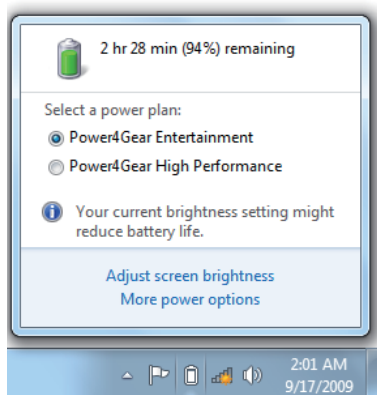 2 hr 28 min (94%) remaining
Select a power plan:
Power4Gear Entertainment
Power4Gear High Performance
Your current brightness setting might
reduce battery life.
Adjust screen brightness
More power options
2:01 AM
9/17/2009